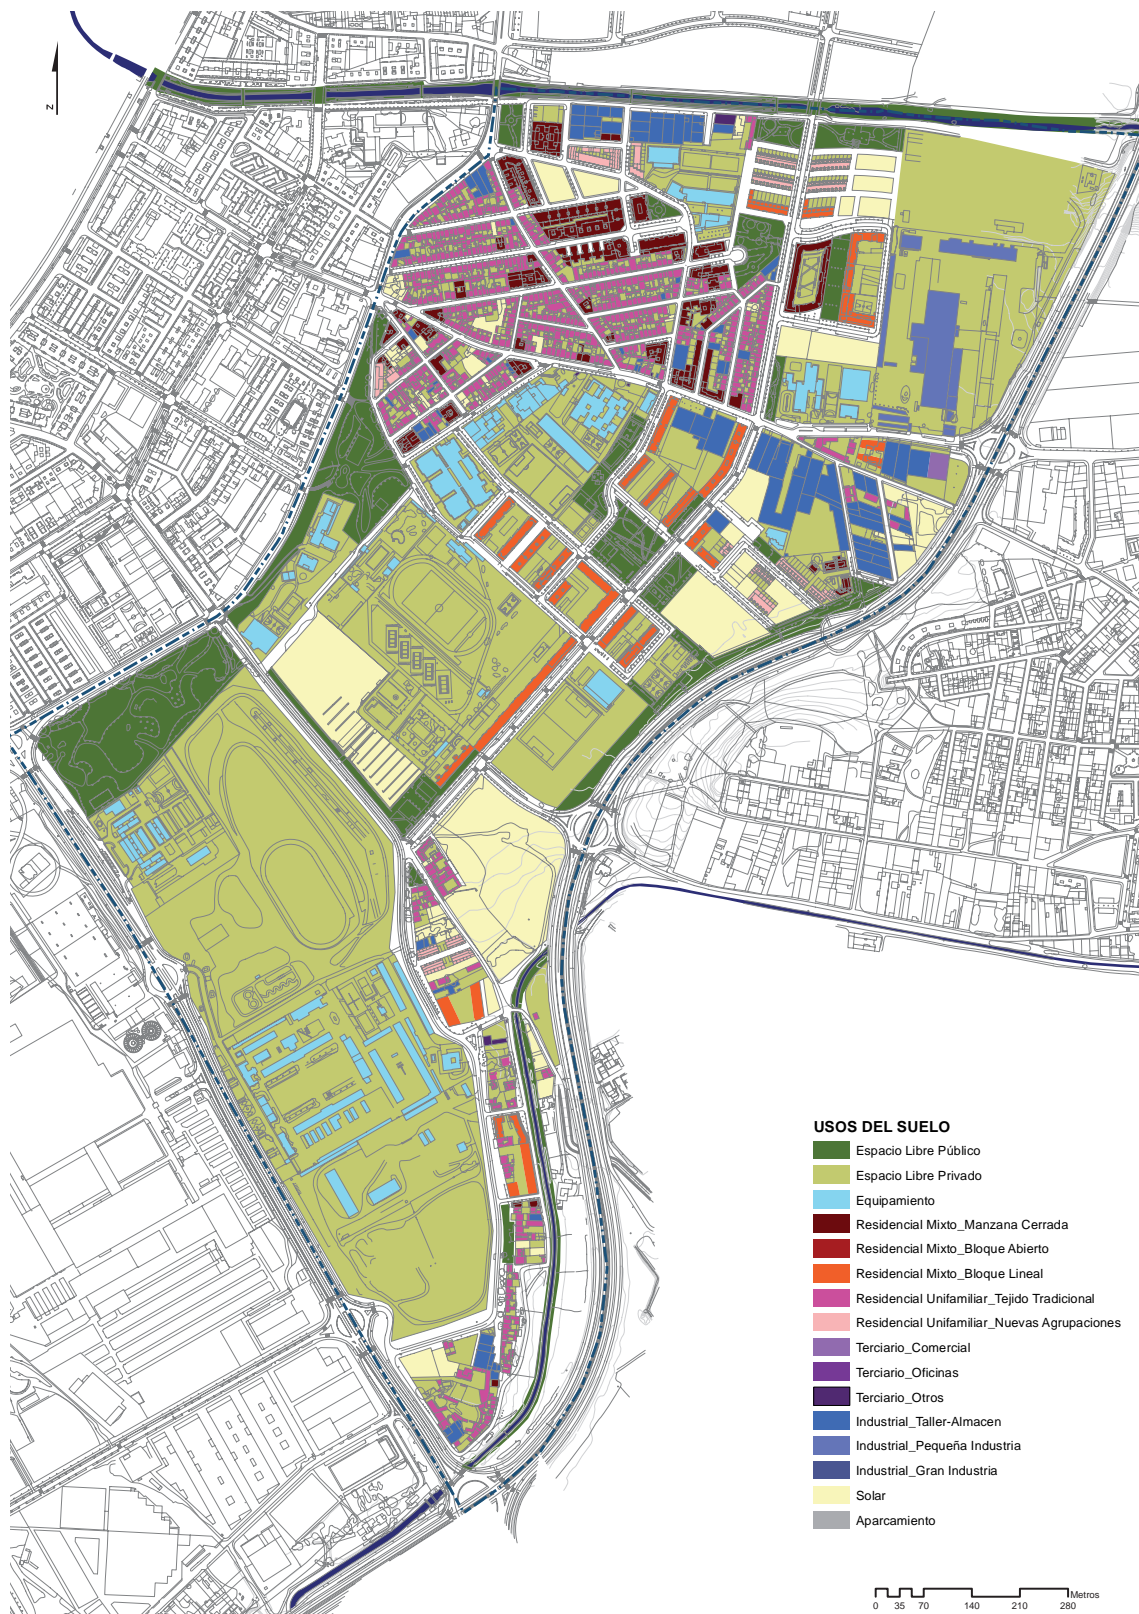 N
USOS DEL SUELO
Espacio Libre Público
Espacio Libre Privado
Equipamiento
Residencial Mixto_Manzana Cerrada
Residencial Mixto_Bloque Abierto
Residencial Mixto_Bloque Lineal
Residencial Unifamiliar_Tejido Tradicional
Residencial Unifamiliar_Nuevas Agrupaciones
Terciario_Comercial
Terciario_Oficinas
Terciario_Otros
Industrial_Taller-Almacen
Industrial_Pequeña Industria
Industrial_Gran Industria
Solar
Aparcamiento
Metros
0 35 70 140 210 280